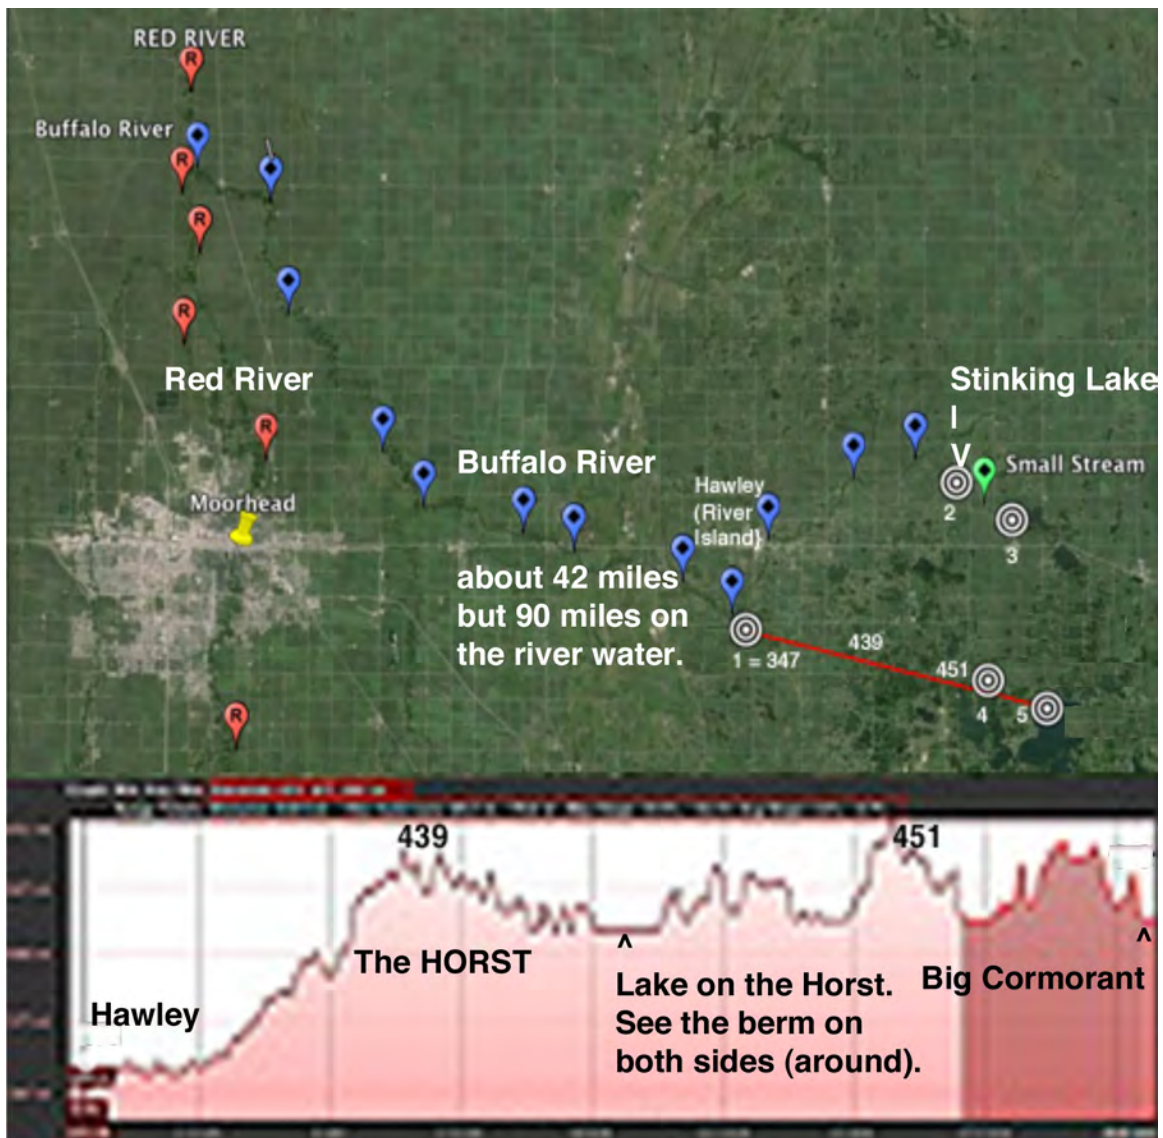 RED RIVER
R
Buffalo River
R
R
R
Red River
Stinking Lake
I
V
R
Buffalo River
Small Stream
Hawley
(River
Island}
Moorhead
2
3
about 42 miles
but 90 miles on
the river water.
439
1 = 347
451
4
5
R
439
451
The HORST
^
^
Lake on the Horst.
See the berm on
both sides (around).
Big Cormorant
Hawley